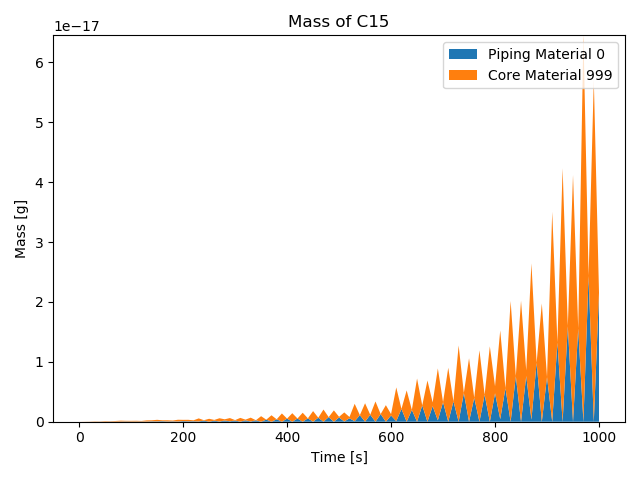 Mass of C15
1e−17
Piping Material 0
Core Material 999
6
5
4
3
2
1
0
Mass [g]
0 200 400 600 800 1000
Time [s]